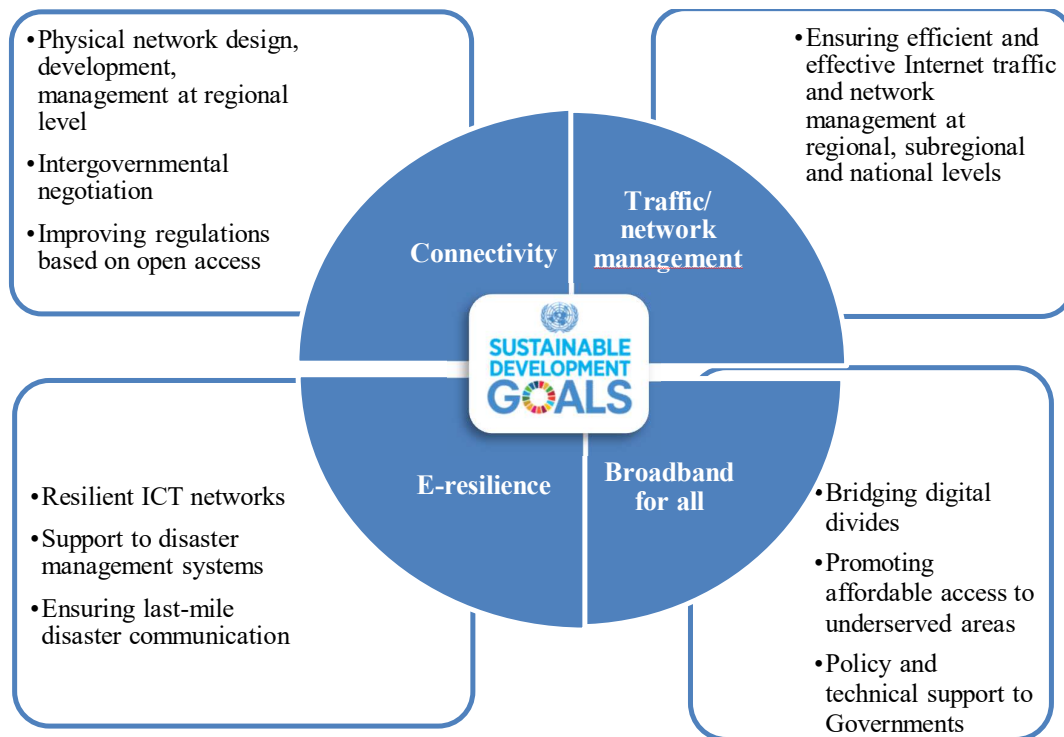 •Physical network design,
development,
management at regional
level
•Intergovernmental
negotiation
•Improving regulations
based on open access
•Ensuring efficient and
effective Internet traffic
and network
management at
regional, subregional
and national levels
Connectivity
Traffic/
network
management
SUSTAINABLE
DEVELOPMENT
GOALS
E-resilience
Broadband
for all
•Resilient ICT networks
•Support to disaster
management systems
•Ensuring last-mile
disaster communication
•Bridging digital
divides
•Promoting
affordable access to
underserved areas
•Policy and
technical support to
Governments